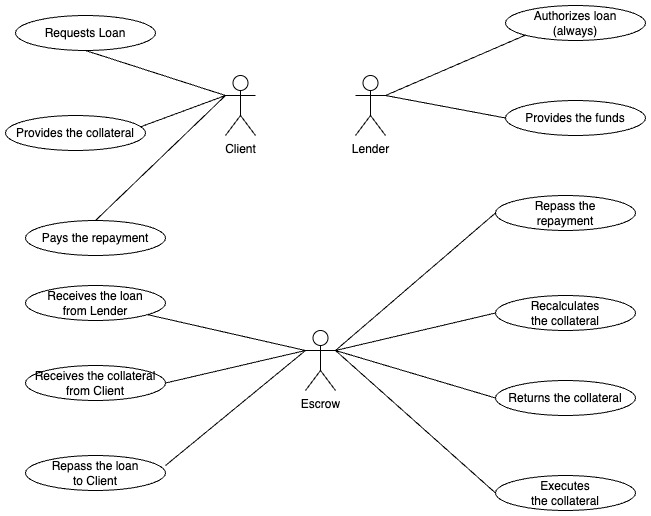 Requests Loan
Authorizes loan
(always)
Provides the collateral
Provides the funds
Client
Lender
Pays the repayment
Repass the
repayment
Receives the loan
from Lender
Recalculates
the collateral
Receives the collateral
from Client
Escrow
Returns the collateral
Repass the loan
to Client
Executes
the collateral